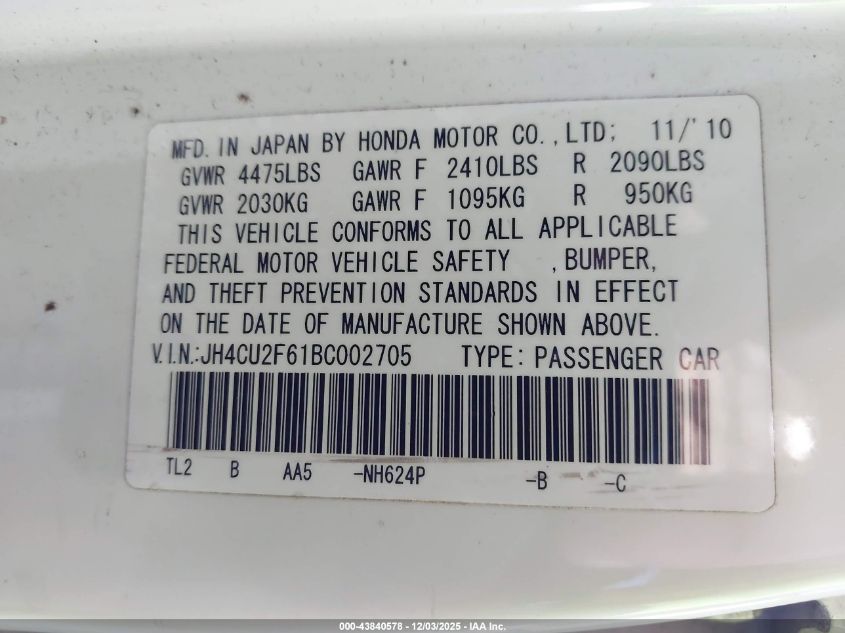 MFD. IN JAPAN BY HONDA MOTOR CO., LTD; 11/'10
GVWR 4475LBS GAWR F 2410LBS R 2090LBS
GVWR 2030KG GAWR F 1095KG R 950KG
THIS VEHICLE CONFORMS TO ALL APPLICABLE
FEDERAL MOTOR VEHICLE SAFETY , BUMPER,
AND THEFT PREVENTION STANDARDS IN EFFECT
ON THE DATE OF MANUFACTURE SHOWN ABOVE.
V.I.N.:JH4CU2F61BC002705 TYPE: PASSENGER CAR
TL2 B AA5 -NH624P -B -C
000-43840578 - 12/03/2025 - IAA Inc.